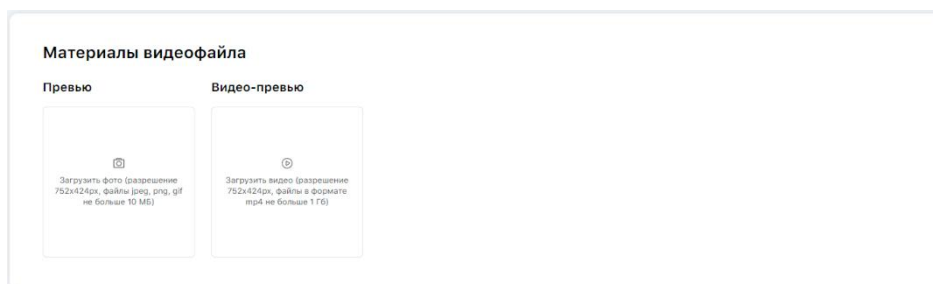 Материалы видеофайла
Превью
Видео-превью
Загрузить фото (разрешение
752x424px, файлы jpeg, png, gif
не больше 10 МБ)
Загрузить видео (разрешение
752x424px, файлы в формате
mp4 не больше 1 Гб)